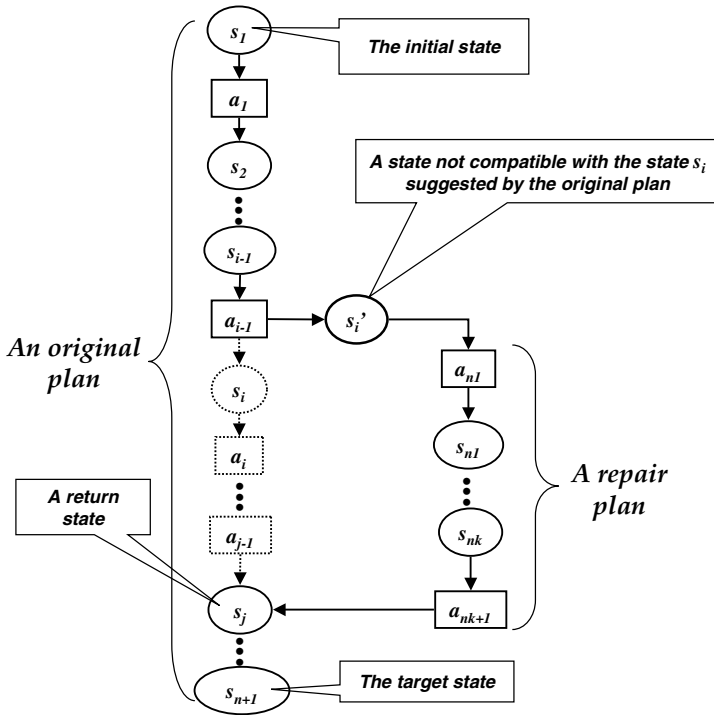 s1
The initial state
a1
s2
A state not compatible with the state si
suggested by the original plan
si-1
ai-1
si’
An original
plan
an1
si
sn1
ai
A repair
plan
A return
state
snk
aj-1
sj
ank+1
sn+1
The target state